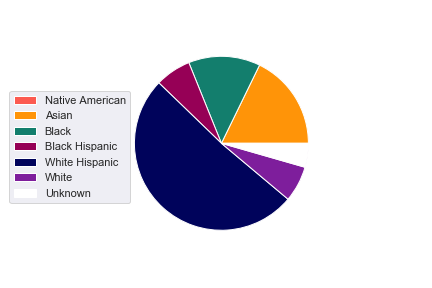 Native American
Asian
Black
Black Hispanic
White Hispanic
White
Unknown